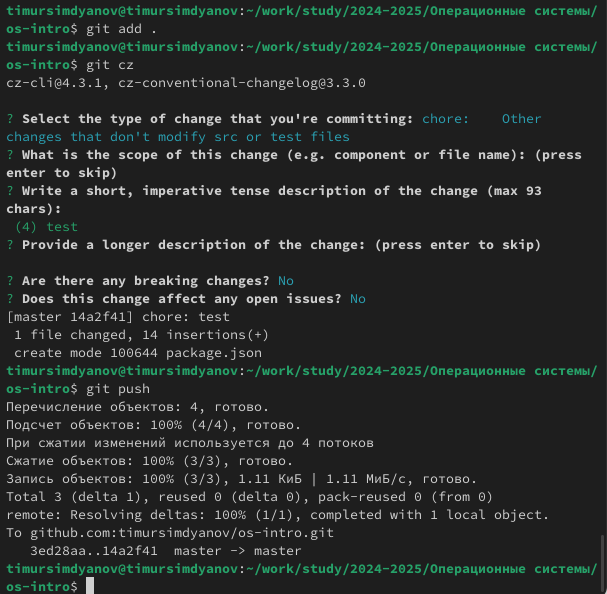 timursimdyanov@timursimdyanov:~/work/study/2024-2025/Операционные системы/
os-intro$ git add .
timursimdyanov@timursimdyanov:~/work/study/2024-2025/Операционные системы/
os-intro$ git cz
cz-cli@4.3.1, cz-conventional-changelog@3.3.0
? Select the type of change that you're committing: chore:    Other
changes that don't modify src or test files
? What is the scope of this change (e.g. component or file name): (press
enter to skip)
? Write a short, imperative tense description of the change (max 93
chars):
 (4) test
? Provide a longer description of the change: (press enter to skip)
? Are there any breaking changes? No
? Does this change affect any open issues? No
[master 14a2f41] chore: test
 1 file changed, 14 insertions(+)
 create mode 100644 package.json
timursimdyanov@timursimdyanov:~/work/study/2024-2025/Операционные системы/
os-intro$ git push
Перечисление объектов: 4, готово.
Подсчет объектов: 100% (4/4), готово.
При сжатии изменений используется до 4 потоков
Сжатие объектов: 100% (3/3), готово.
Запись объектов: 100% (3/3), 1.11 КиБ | 1.11 МиБ/с, готово.
Total 3 (delta 1), reused 0 (delta 0), pack-reused 0 (from 0)
remote: Resolving deltas: 100% (1/1), completed with 1 local object.
To github.com:timursimdyanov/os-intro.git
   3ed28aa..14a2f41  master -> master
timursimdyanov@timursimdyanov:~/work/study/2024-2025/Операционные системы/
os-intro$